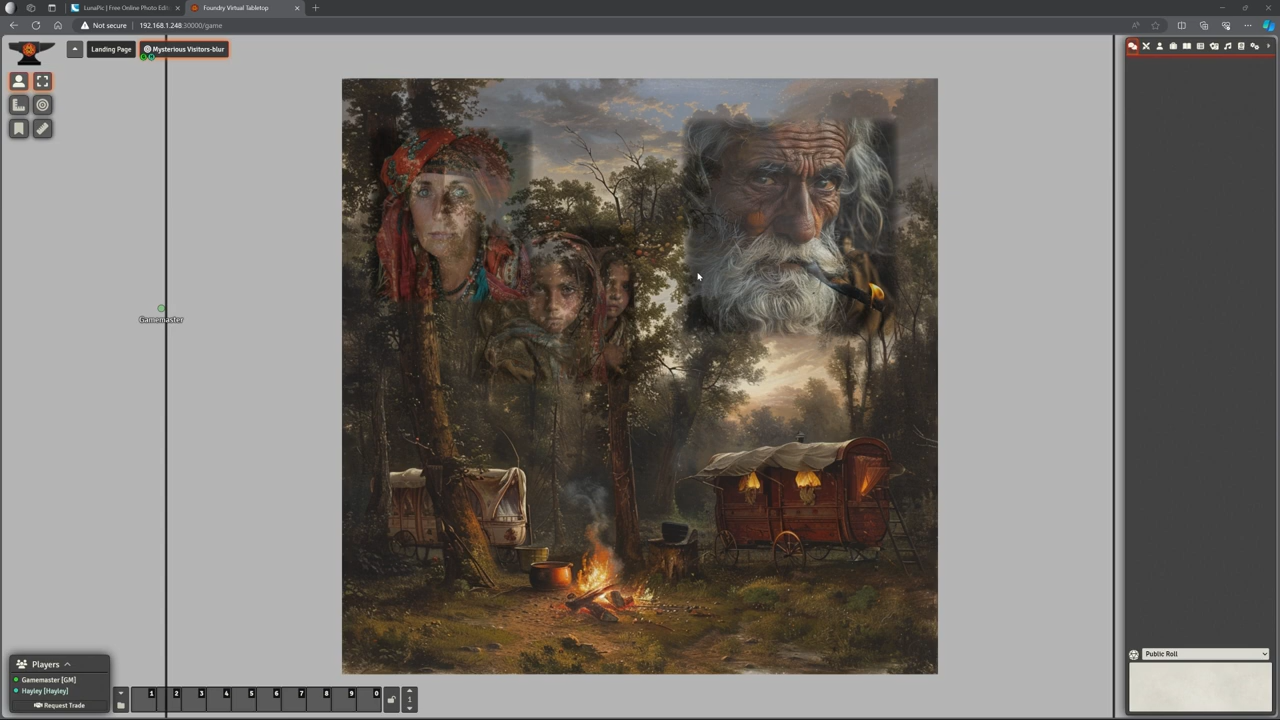 LunaPic | Free Online Photo Edit
Foundry Virtual Tabletop
Not secure
192.168.1.248:30000/game
Landing Page
Mysterious Visitors-blur
Gamemaster
Players
Gamemaster [GM]
Hayley [Hayley]
Request Trade
1 2 3 4 5 6 7 8 9 0
1
Public Roll